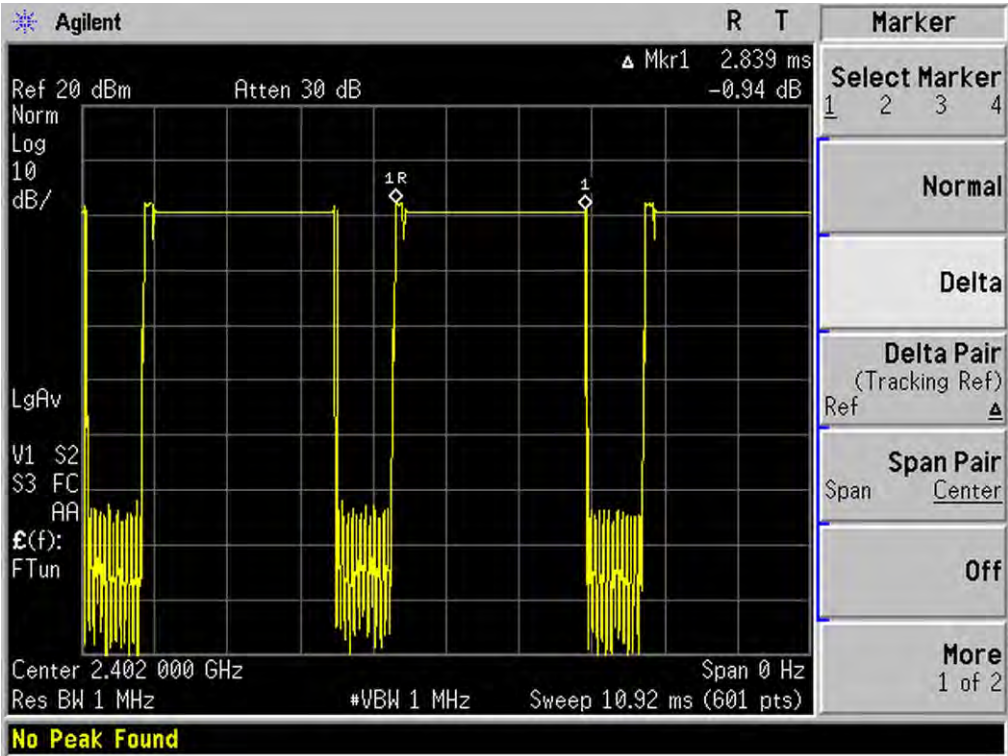 Agilent
R T
Marker
Δ Mkr1 2.839 ms
Ref 20 dBm
Atten 30 dB
-0.94 dB
Norm
Log
10
dB/
1R
1
LgAv
V1 S2
S3 FC
AA
£(f):
FTun
Center 2.402 000 GHz
Span 0 Hz
Res BW 1 MHz
#VBW 1 MHz
Sweep 10.92 ms (601 pts)
No Peak Found
Select Marker
1 2 3 4
Normal
Delta
Delta Pair
(Tracking Ref)
Ref Δ
Span Pair
Span Center
Off
More
1 of 2